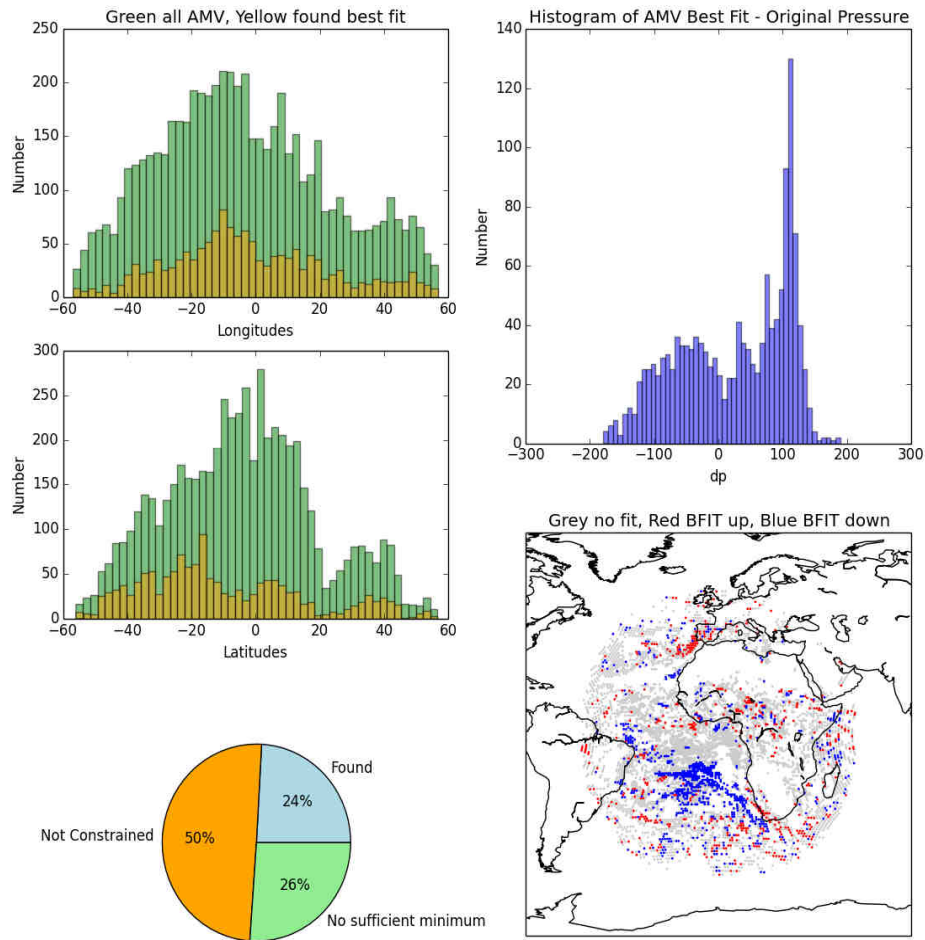 Green all AMV, Yellow found best fit
250
200
150
100
50
0
Number
−60 −40 −20 0 20 40 60
Longitudes
300
250
200
150
100
50
0
Number
−60 −40 −20 0 20 40 60
Latitudes
Found
24%
Not Constrained
50%
26%
No sufficient minimum
Histogram of AMV Best Fit - Original Pressure
140
120
100
80
60
40
20
0
Number
−300 −200 −100 0 100 200 300
dp
Grey no fit, Red BFIT up, Blue BFIT down